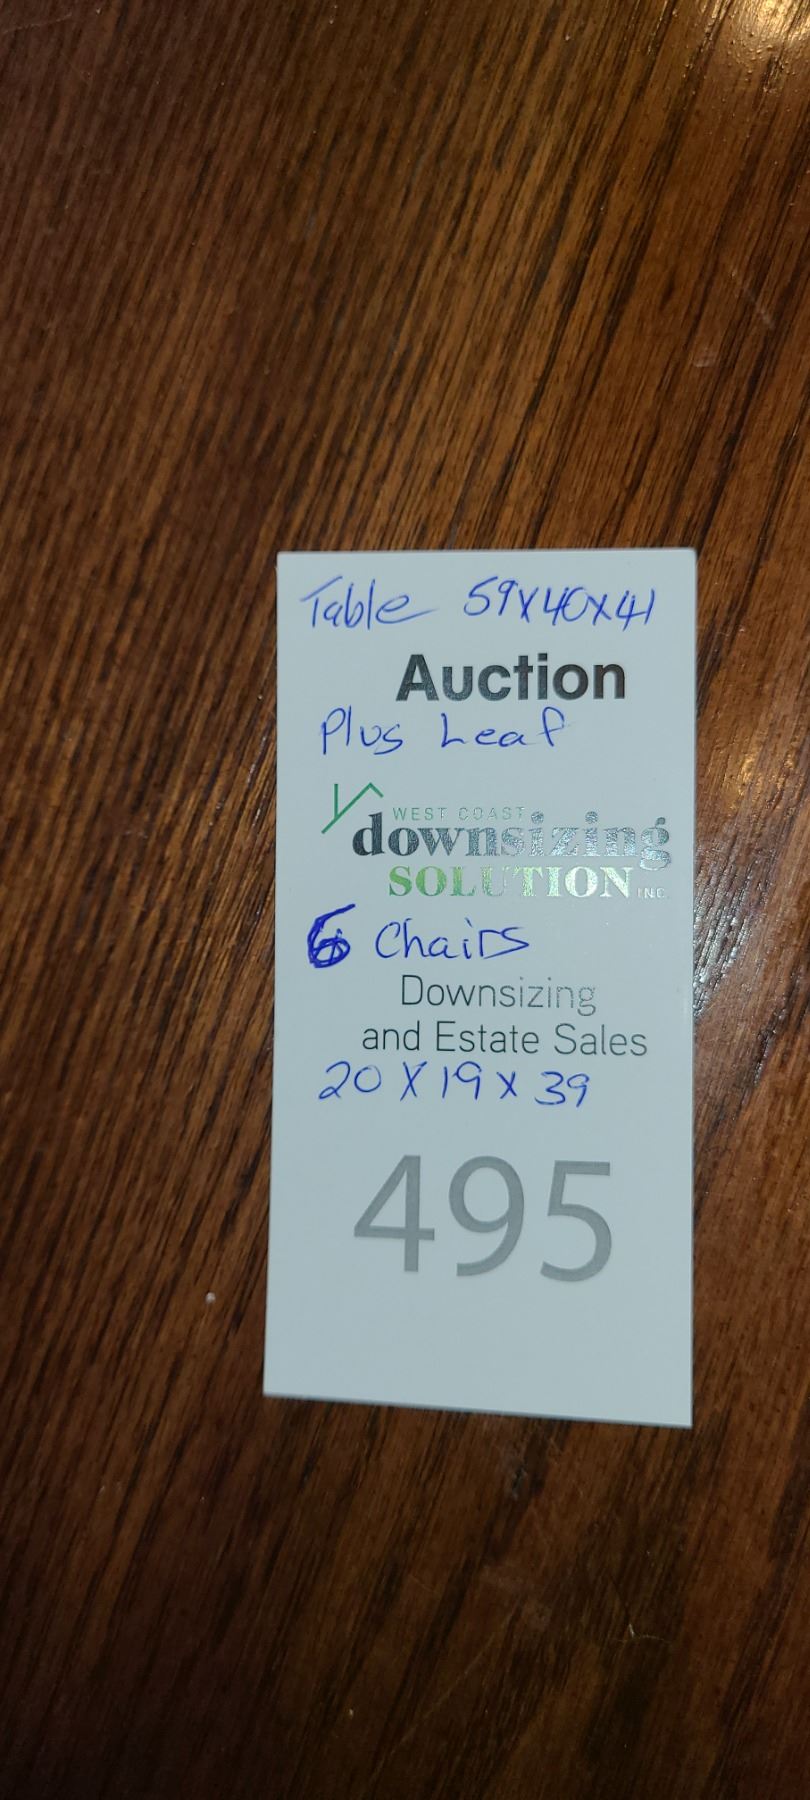 Table 59x40x41
Auction
Plus Leaf
WEST COAST
downsizing
SOLUTION INC.
6 Chairs
Downsizing
and Estate Sales
20 X 19 x 39
495